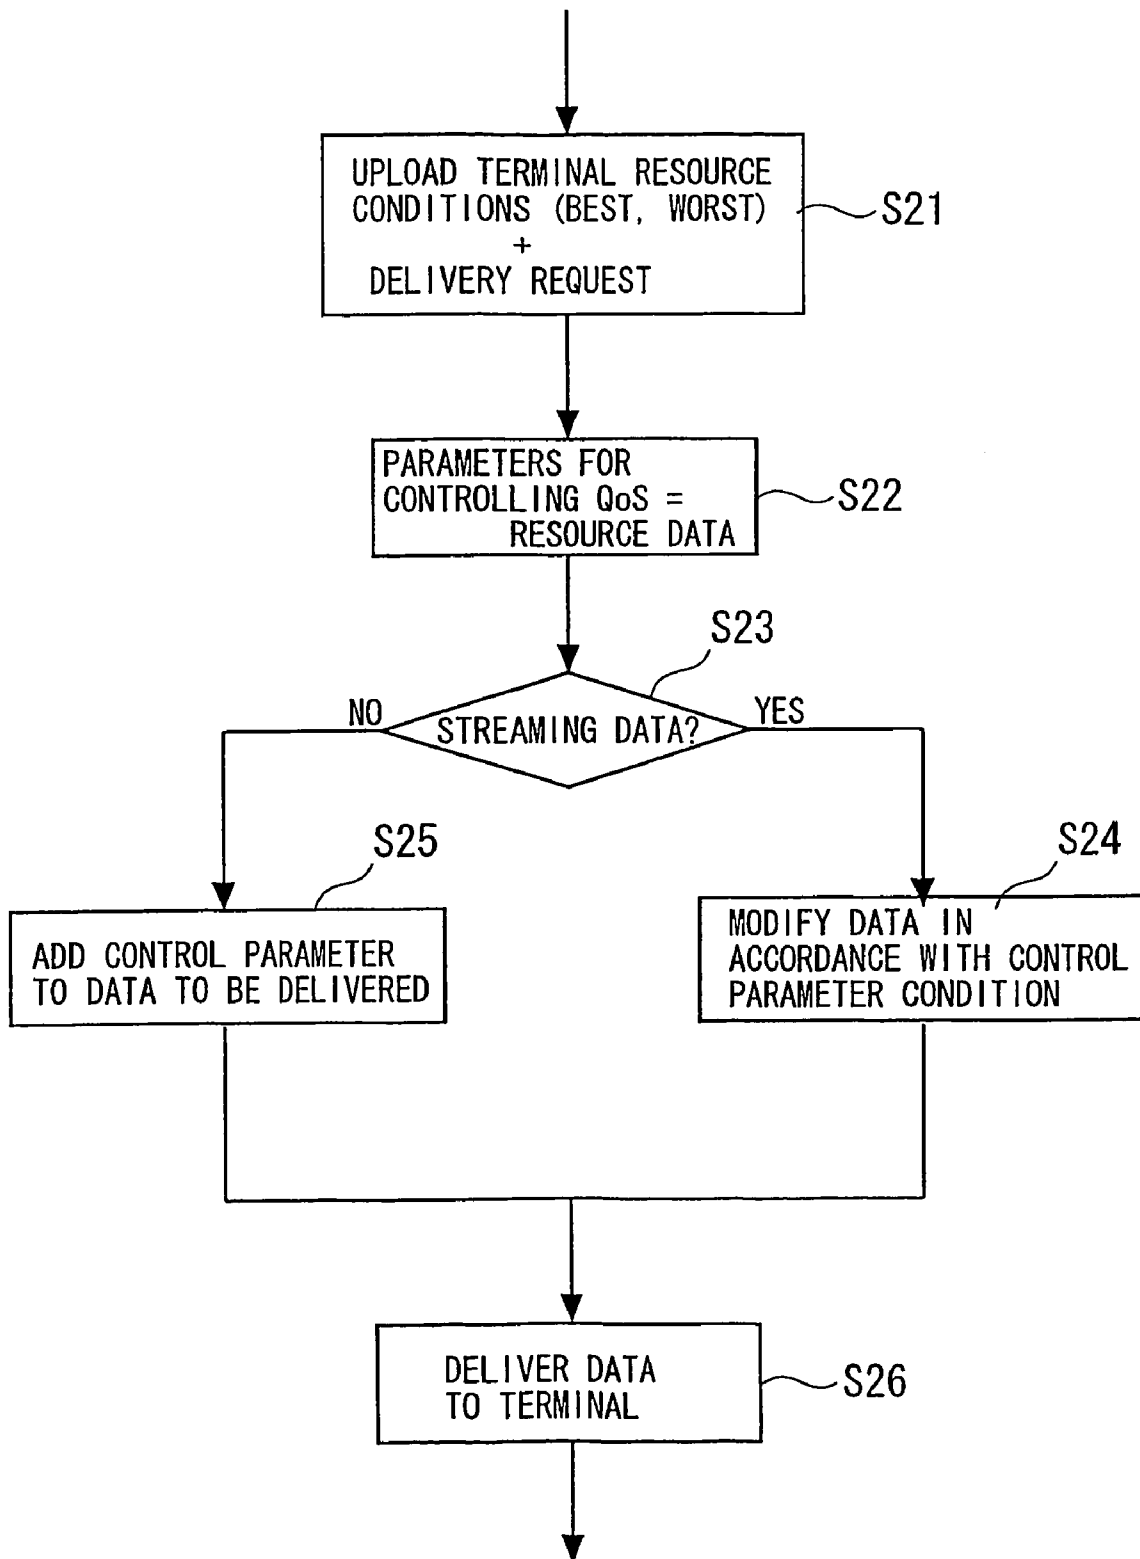 UPLOAD TERMINAL RESOURCE
CONDITIONS (BEST, WORST)
+
DELIVERY REQUEST
S21
PARAMETERS FOR
CONTROLLING QoS =
RESOURCE DATA
S22
S23
NO
STREAMING DATA?
YES
S25
S24
ADD CONTROL PARAMETER
TO DATA TO BE DELIVERED
MODIFY DATA IN
ACCORDANCE WITH CONTROL
PARAMETER CONDITION
DELIVER DATA
TO TERMINAL
S26